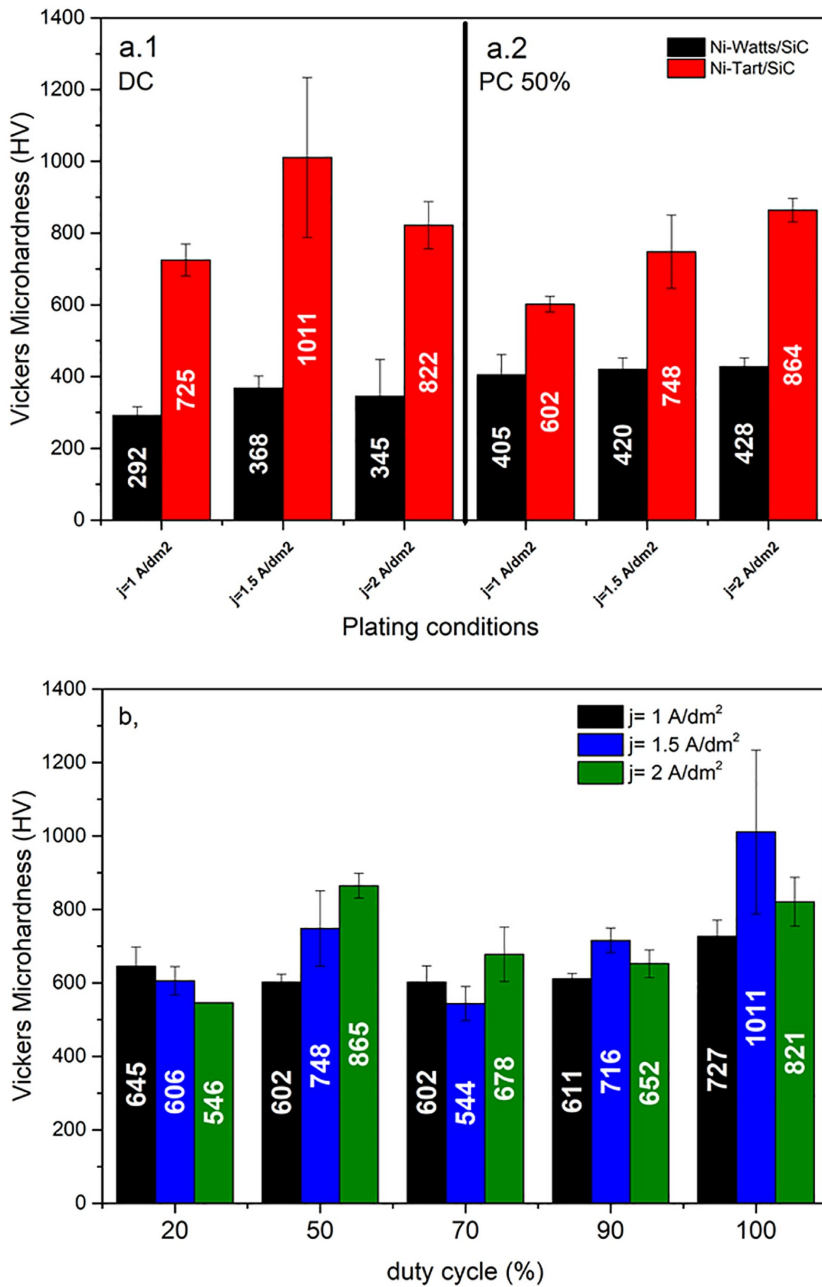 a.1
DC
a.2
PC 50%
Ni-Watts/SiC
Ni-Tart/SiC
Vickers Microhardness (HV)
1400
1200
1000
800
600
400
200
0
292
725
368
1011
345
822
405
602
420
748
428
864
j=1 A/dm2
j=1.5 A/dm2
j=2 A/dm2
j=1 A/dm2
j=1.5 A/dm2
j=2 A/dm2
Plating conditions
b,
j= 1 A/dm²
j= 1.5 A/dm²
j= 2 A/dm²
Vickers Microhardness (HV)
1400
1200
1000
800
600
400
200
0
645
606
546
602
748
865
602
544
678
611
716
652
727
1011
821
20
50
70
90
100
duty cycle (%)